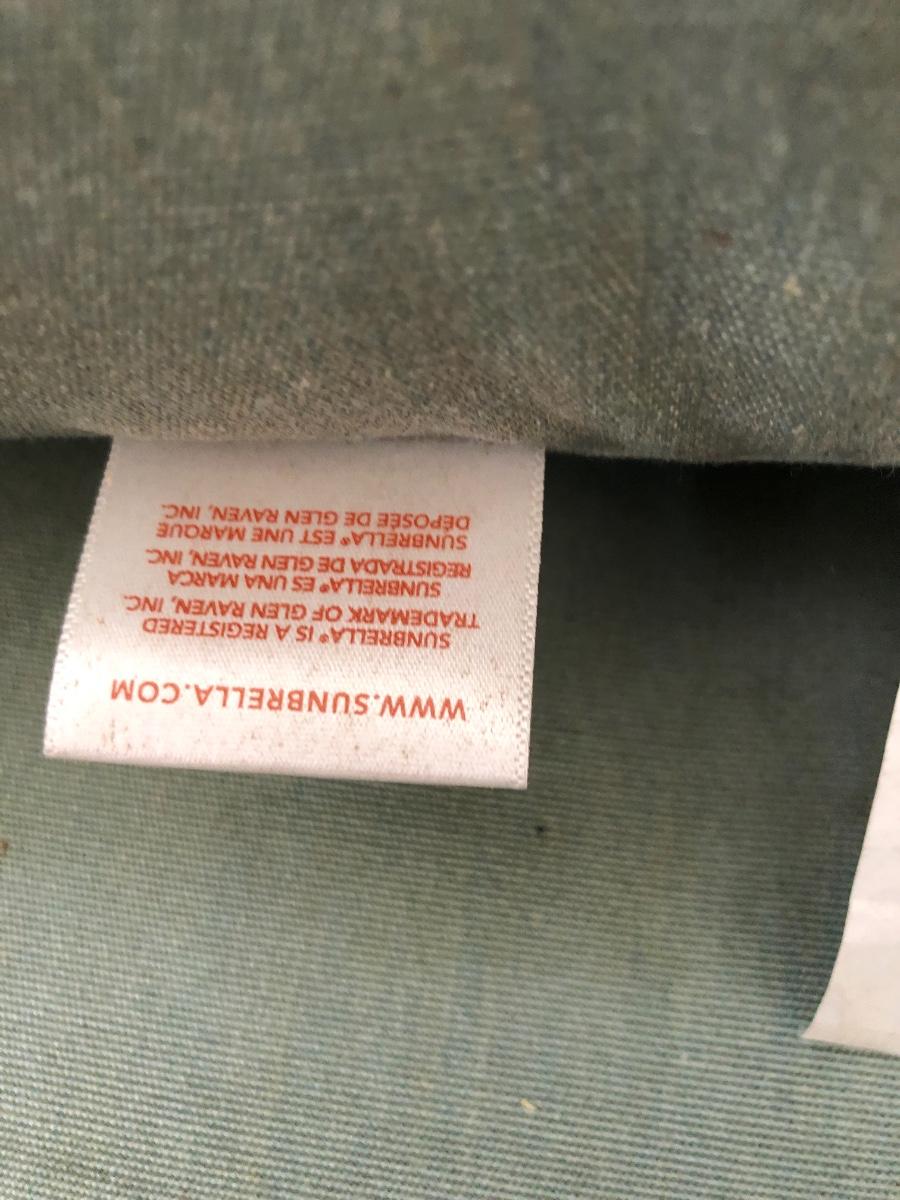 WWW.SUNBRELLA.COM
SUNBRELLA® IS A REGISTERED
TRADEMARK OF GLEN RAVEN, INC.
SUNBRELLA® ES UNA MARCA
REGISTRADA DE GLEN RAVEN, INC.
SUNBRELLA® EST UNE MARQUE
DÉPOSÉE DE GLEN RAVEN, INC.